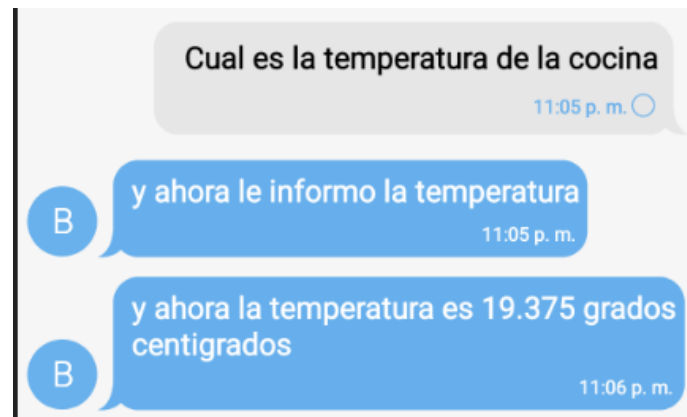 Cual es la temperatura de la cocina
11:05 p. m.
y ahora le informo la temperatura
11:05 p. m.
B
y ahora la temperatura es 19.375 grados
centigrados
11:06 p. m.
B